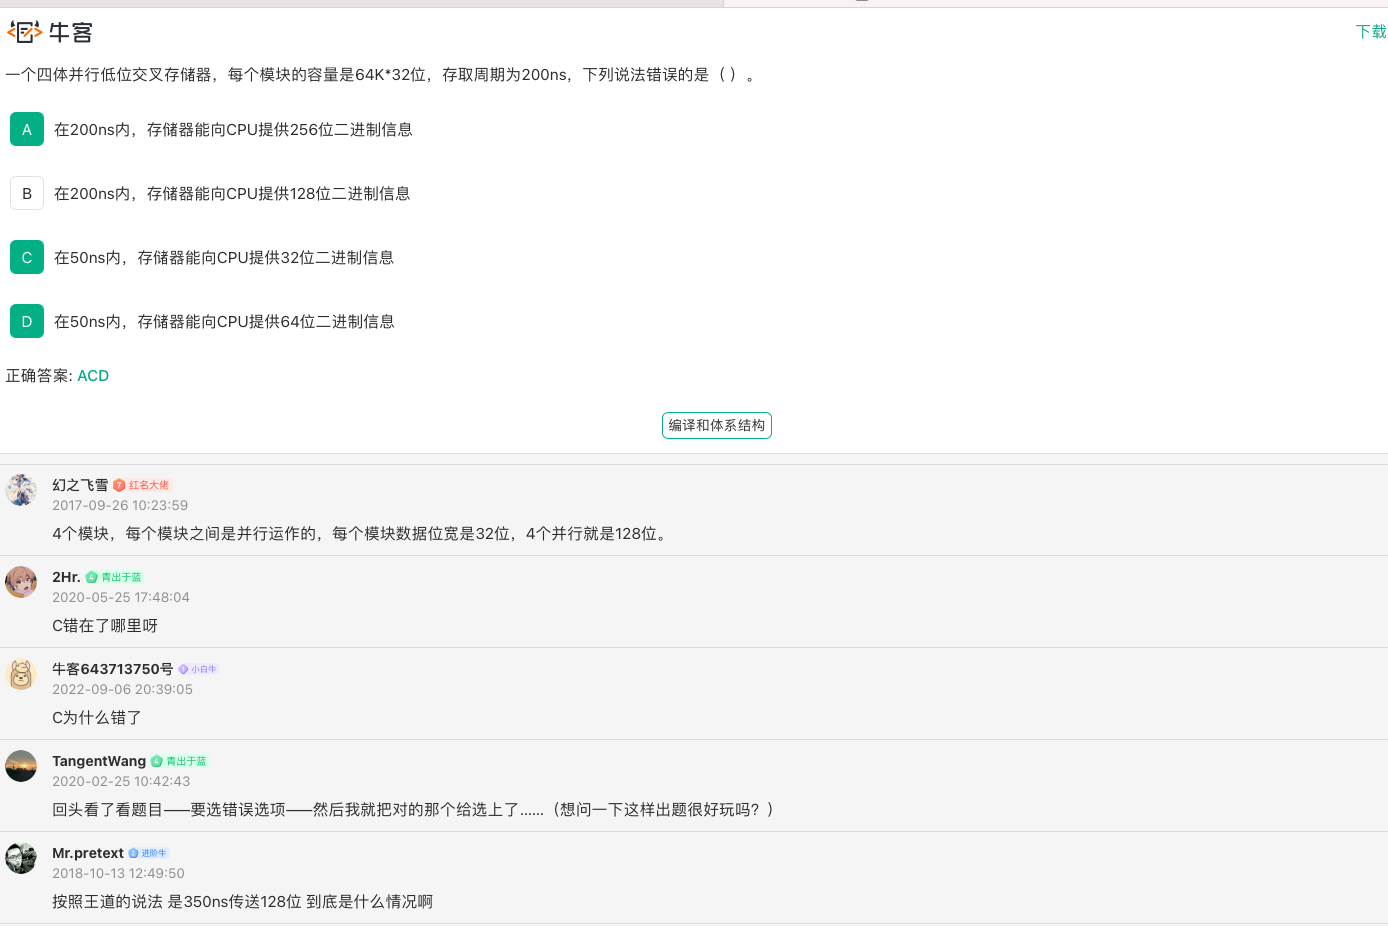 牛客
下载
一个四体并行低位交叉存储器，每个模块的容量是64K*32位，存取周期为200ns，下列说法错误的是（ ）。
A 在200ns内，存储器能向CPU提供256位二进制信息
B 在200ns内，存储器能向CPU提供128位二进制信息
C 在50ns内，存储器能向CPU提供32位二进制信息
D 在50ns内，存储器能向CPU提供64位二进制信息
正确答案: ACD
编译和体系结构
幻之飞雪 7 红名大佬
2017-09-26 10:23:59
4个模块，每个模块之间是并行运作的，每个模块数据位宽是32位，4个并行就是128位。
2Hr. 4 青出于蓝
2020-05-25 17:48:04
C错在了哪里呀
牛客643713750号 1 小白牛
2022-09-06 20:39:05
C为什么错了
TangentWang 4 青出于蓝
2020-02-25 10:42:43
回头看了看题目——要选错误选项——然后我就把对的那个给选上了……（想问一下这样出题很好玩吗？）
Mr.pretext 2 进阶牛
2018-10-13 12:49:50
按照王道的说法 是350ns传送128位 到底是什么情况啊